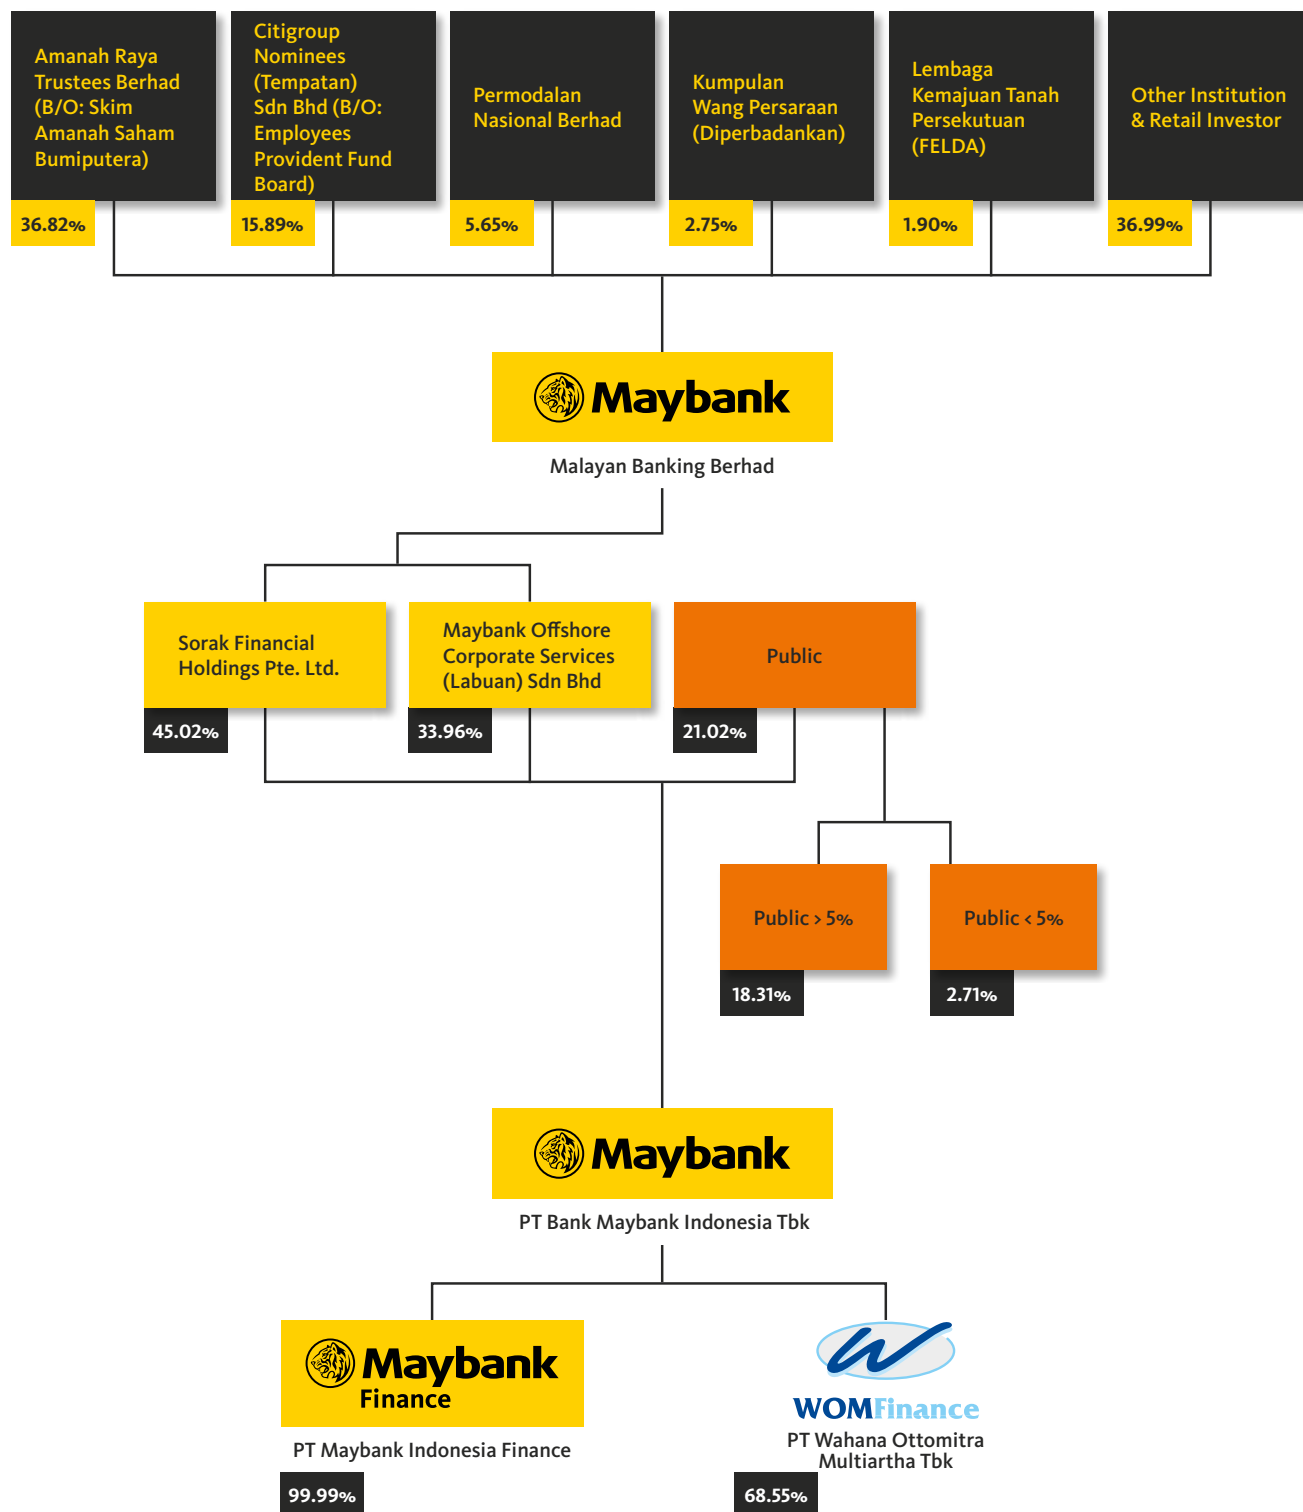 Amanah Raya
Trustees Berhad
(B/O: Skim
Amanah Saham
Bumiputera)
36.82%
Citigroup
Nominees
(Tempatan)
Sdn Bhd (B/O:
Employees
Provident Fund
Board)
15.89%
Permodalan
Nasional Berhad
5.65%
Kumpulan
Wang Persaraan
(Diperbadankan)
2.75%
Lembaga
Kemajuan Tanah
Persekutuan
(FELDA)
1.90%
Other Institution
& Retail Investor
36.99%
Maybank
Malayan Banking Berhad
Sorak Financial
Holdings Pte. Ltd.
45.02%
Maybank Offshore
Corporate Services
(Labuan) Sdn Bhd
33.96%
Public
21.02%
Public > 5%
18.31%
Public < 5%
2.71%
Maybank
PT Bank Maybank Indonesia Tbk
Maybank
Finance
PT Maybank Indonesia Finance
99.99%
W
WOMFinance
PT Wahana Ottomitra
Multiartha Tbk
68.55%